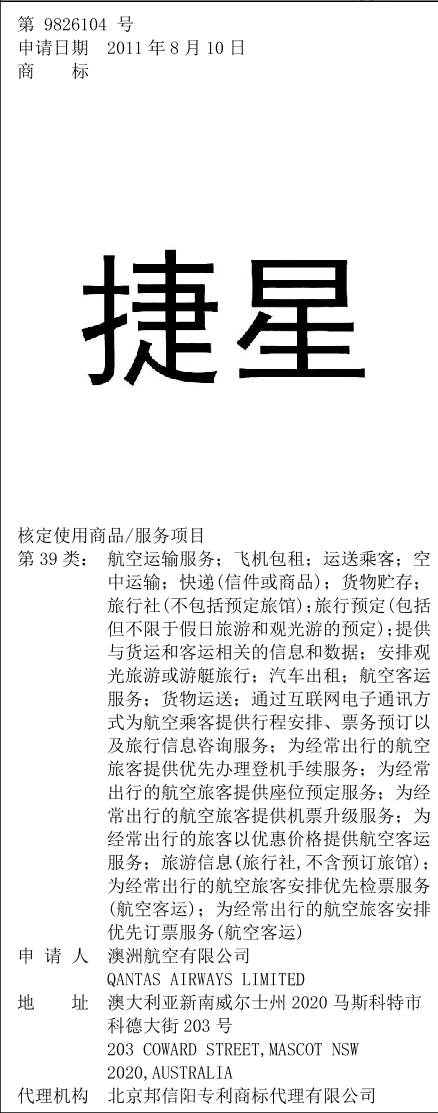 第 9826104 号
申请日期 2011 年 8 月 10 日
商 标
捷星
核定使用商品/服务项目
第 39 类： 航空运输服务；飞机包租；运送乘客；空
中运输；快递(信件或商品)；货物贮存；
旅行社(不包括预定旅馆)；旅行预定(包括
但不限于假日旅游和观光游的预定)；提供
与货运和客运相关的信息和数据；安排观
光旅游或游艇旅行；汽车出租；航空客运
服务；货物运送；通过互联网电子通讯方
式为航空乘客提供行程安排、票务预订以
及旅行信息咨询服务；为经常出行的航空
旅客提供优先办理登机手续服务；为经常
出行的航空旅客提供座位预定服务；为经
常出行的航空旅客提供机票升级服务；为
经常出行的旅客以优惠价格提供航空客运
服务；旅游信息(旅行社,不含预订旅馆)；
为经常出行的航空旅客安排优先检票服务
(航空客运)；为经常出行的航空旅客安排
优先订票服务(航空客运)
申 请 人 澳洲航空有限公司
QANTAS AIRWAYS LIMITED
地 址 澳大利亚新南威尔士州 2020 马斯科特市
科德大街 203 号
203 COWARD STREET,MASCOT NSW
2020,AUSTRALIA
代理机构 北京邦信阳专利商标代理有限公司